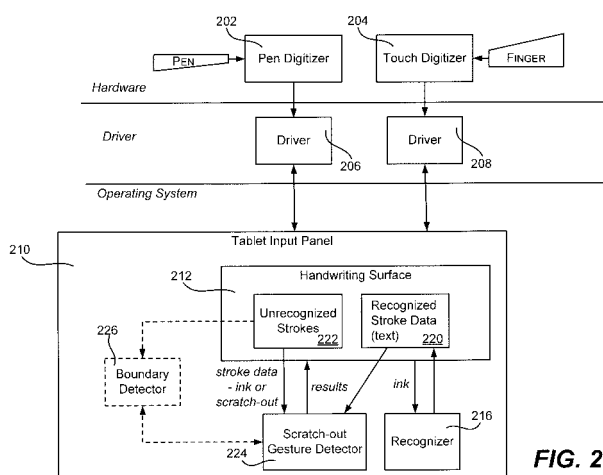 202
204
PEN
Pen Digitizer
Touch Digitizer
FINGER
Hardware
Driver
Driver
Driver
206
208
Operating System
210
Tablet Input Panel
212
Handwriting Surface
Unrecognized
Strokes
222
Recognized
Stroke Data
(text)
220
226
Boundary
Detector
stroke data
- ink or
scratch-out
results
ink
216
Scratch-out
Gesture Detector
224
Recognizer
FIG. 2